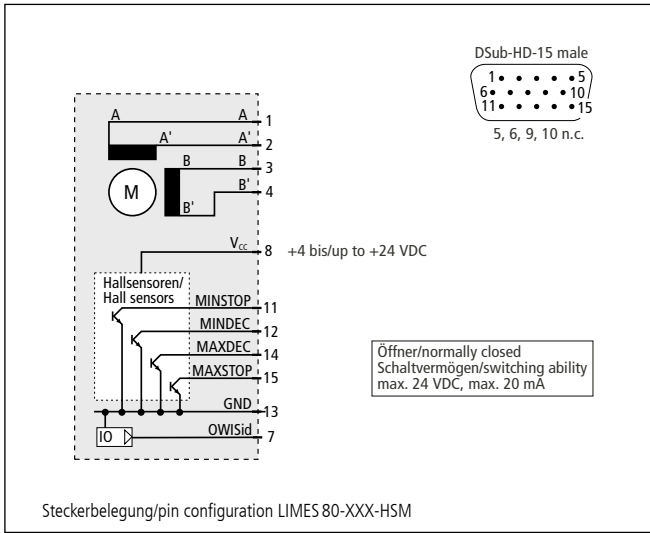 DSub-HD-15 male
1 5
6 10
11 15
5, 6, 9, 10 n.c.
A A 1
A' A' 2
B B 3
M
B' B' 4
Vcc 8 +4 bis/up to +24 VDC
Hallsensoren/
Hall sensors
MINSTOP 11
MINDEC 12
MAXDEC 14
MAXSTOP 15
GND 13
IO OWISid 7
Öffner/normally closed
Schaltvermögen/switching ability
max. 24 VDC, max. 20 mA
Steckerbelegung/pin configuration LIMES 80-XXX-HSM